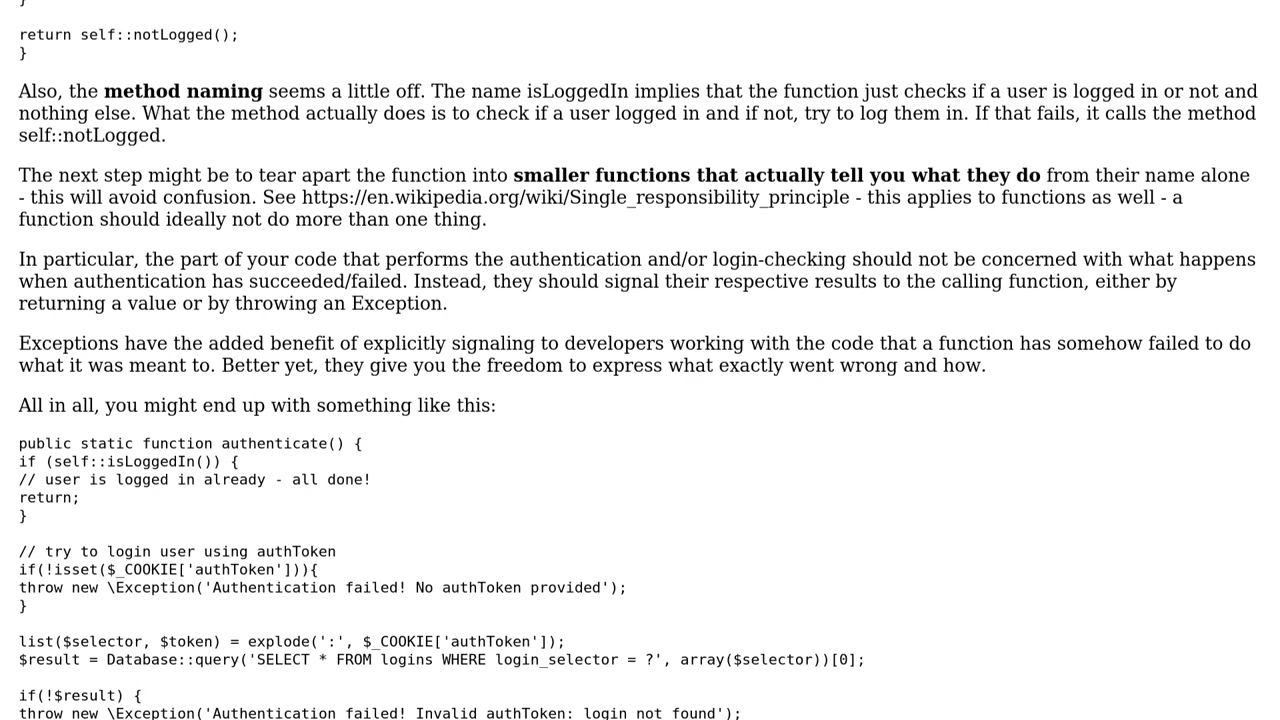 }
return self::notLogged();
}
Also, the method naming seems a little off. The name isLoggedIn implies that the function just checks if a user is logged in or not and
nothing else. What the method actually does is to check if a user logged in and if not, try to log them in. If that fails, it calls the method
self::notLogged.
The next step might be to tear apart the function into smaller functions that actually tell you what they do from their name alone
- this will avoid confusion. See https://en.wikipedia.org/wiki/Single_responsibility_principle - this applies to functions as well - a
function should ideally not do more than one thing.
In particular, the part of your code that performs the authentication and/or login-checking should not be concerned with what happens
when authentication has succeeded/failed. Instead, they should signal their respective results to the calling function, either by
returning a value or by throwing an Exception.
Exceptions have the added benefit of explicitly signaling to developers working with the code that a function has somehow failed to do
what it was meant to. Better yet, they give you the freedom to express what exactly went wrong and how.
All in all, you might end up with something like this:
public static function authenticate() {
if (self::isLoggedIn()) {
// user is logged in already - all done!
return;
}
// try to login user using authToken
if(!isset($_COOKIE['authToken'])){
throw new \Exception('Authentication failed! No authToken provided');
}
list($selector, $token) = explode(':', $_COOKIE['authToken']);
$result = Database::query('SELECT * FROM logins WHERE login_selector = ?', array($selector))[0];
if(!$result) {
throw new \Exception('Authentication failed! Invalid authToken: login not found');